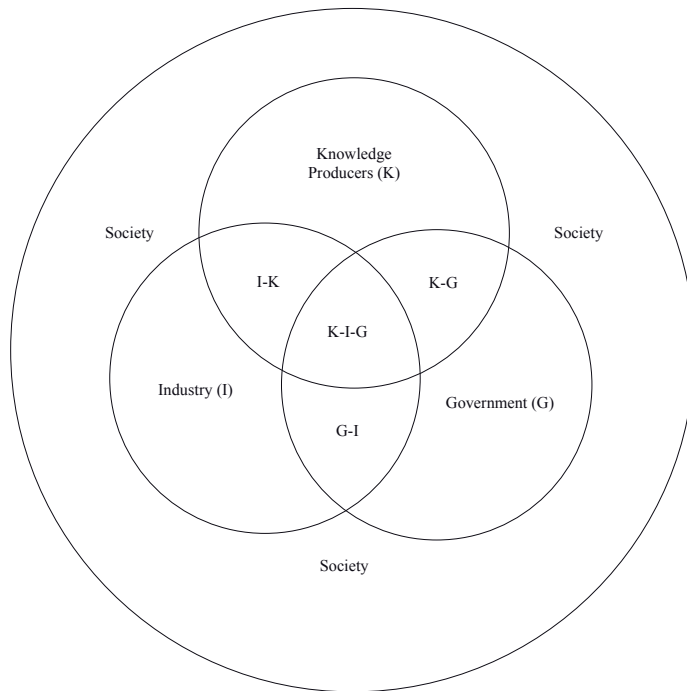 Knowledge
Producers (K)
Society
Society
I-K
K-G
K-I-G
Industry (I)
Government (G)
G-I
Society